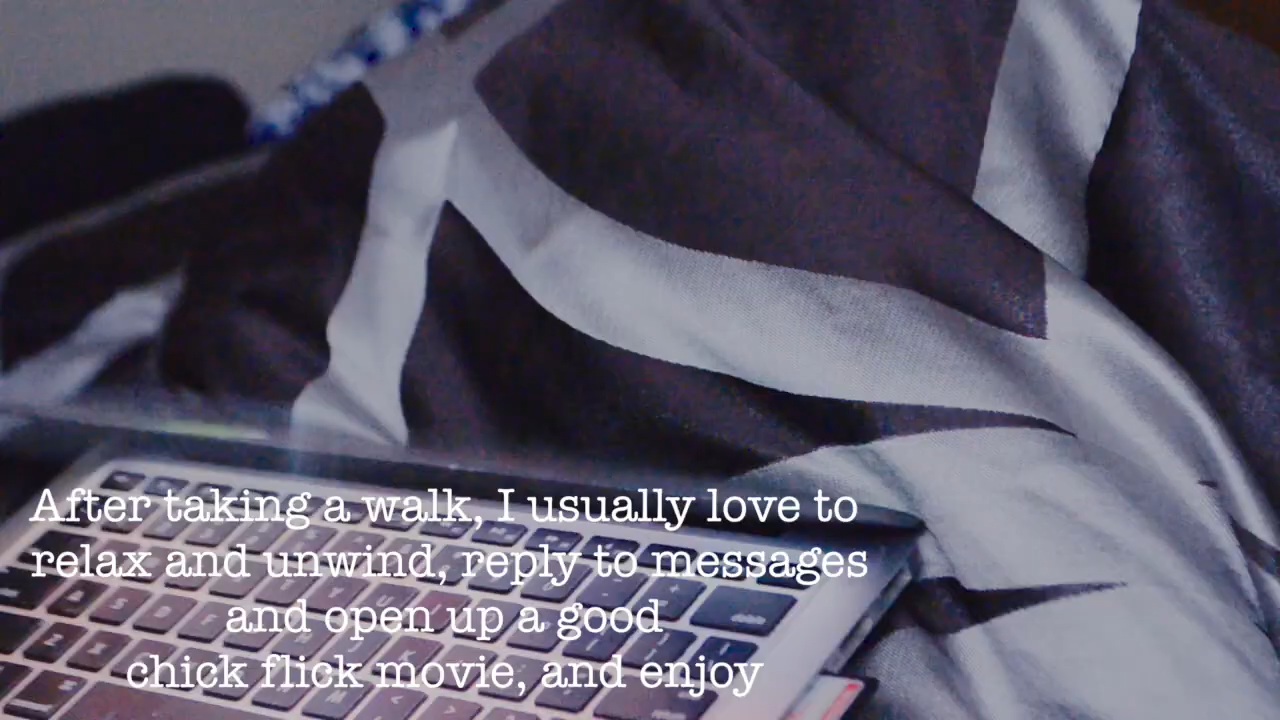 After taking a walk, I usually love to
relax and unwind, reply to messages
and open up a good
chick flick movie, and enjoy